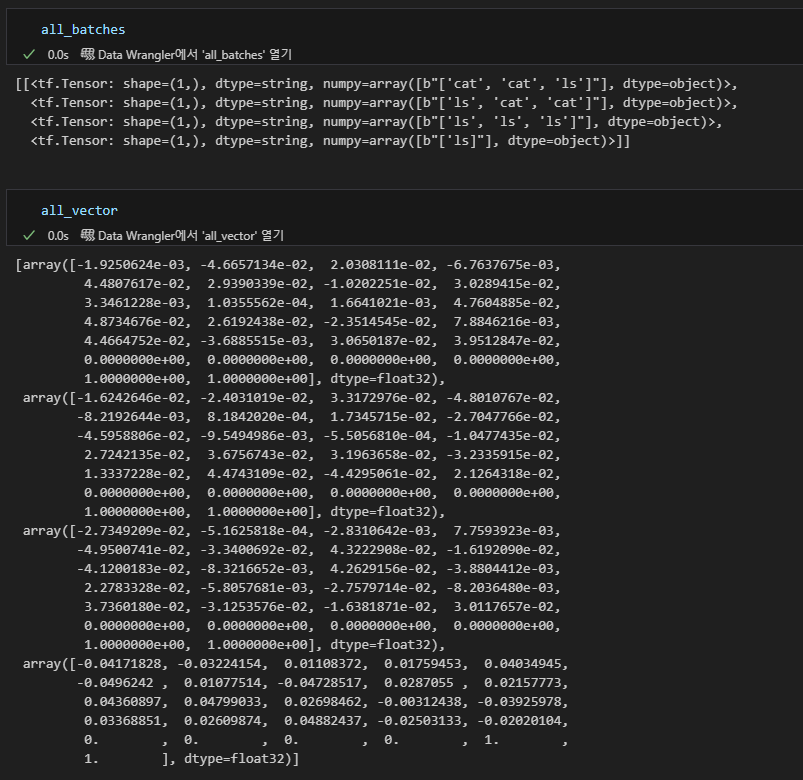 all_batches
✓ 0.0s Data Wrangler에서 'all_batches' 열기
[[<tf.Tensor: shape=(1,), dtype=string, numpy=array([b"['cat', 'cat', 'ls']"], dtype=object)>,
<tf.Tensor: shape=(1,), dtype=string, numpy=array([b"['ls', 'cat', 'cat']"], dtype=object)>,
<tf.Tensor: shape=(1,), dtype=string, numpy=array([b"['ls', 'ls', 'ls']"], dtype=object)>,
<tf.Tensor: shape=(1,), dtype=string, numpy=array([b"['ls]"], dtype=object)>]]
all_vector
✓ 0.0s Data Wrangler에서 'all_vector' 열기
[array([-1.9250624e-03, -4.6657134e-02, 2.0308111e-02, -6.7637675e-03,
4.4807617e-02, 2.9390339e-02, -1.0202251e-02, 3.0289415e-02,
3.3461228e-03, 1.0355562e-04, 1.6641021e-03, 4.7604885e-02,
4.8734676e-02, 2.6192438e-02, -2.3514545e-02, 7.8846216e-03,
4.4664752e-02, -3.6885515e-03, 3.0650187e-02, 3.9512847e-02,
0.0000000e+00, 0.0000000e+00, 0.0000000e+00, 0.0000000e+00,
1.0000000e+00, 1.0000000e+00], dtype=float32),
array([-1.6242646e-02, -2.4031019e-02, 3.3172976e-02, -4.8010767e-02,
-8.2192644e-03, 8.1842020e-04, 1.7345715e-02, -2.7047766e-02,
-4.5958806e-02, -9.5494986e-03, -5.5056810e-04, -1.0477435e-02,
2.7242135e-02, 3.6756743e-02, 3.1963658e-02, -3.2335915e-02,
1.3337228e-02, 4.4743109e-02, -4.4295061e-02, 2.1264318e-02,
0.0000000e+00, 0.0000000e+00, 0.0000000e+00, 0.0000000e+00,
1.0000000e+00, 1.0000000e+00], dtype=float32),
array([-2.7349209e-02, -5.1625818e-04, -2.8310642e-03, 7.7593923e-03,
-4.9500741e-02, -3.3400692e-02, 4.3222908e-02, -1.6192090e-02,
-4.1200183e-02, -8.3216652e-03, 4.2629156e-02, -3.8804412e-03,
2.2783328e-02, -5.8057681e-03, -2.7579714e-02, -8.2036480e-03,
3.7360180e-02, -3.1253576e-02, -1.6381871e-02, 3.0117657e-02,
0.0000000e+00, 0.0000000e+00, 0.0000000e+00, 0.0000000e+00,
1.0000000e+00, 1.0000000e+00], dtype=float32),
array([-0.04171828, -0.03224154, 0.01108372, 0.01759453, 0.04034945,
-0.0496242 , 0.01077514, -0.04728517, 0.0287055 , 0.02157773,
0.04360897, 0.04799033, 0.02698462, -0.00312438, -0.03925978,
0.03368851, 0.02609874, 0.04882437, -0.02503133, -0.02020104,
0. , 0. , 0. , 0. , 1. ,
1. ], dtype=float32)]